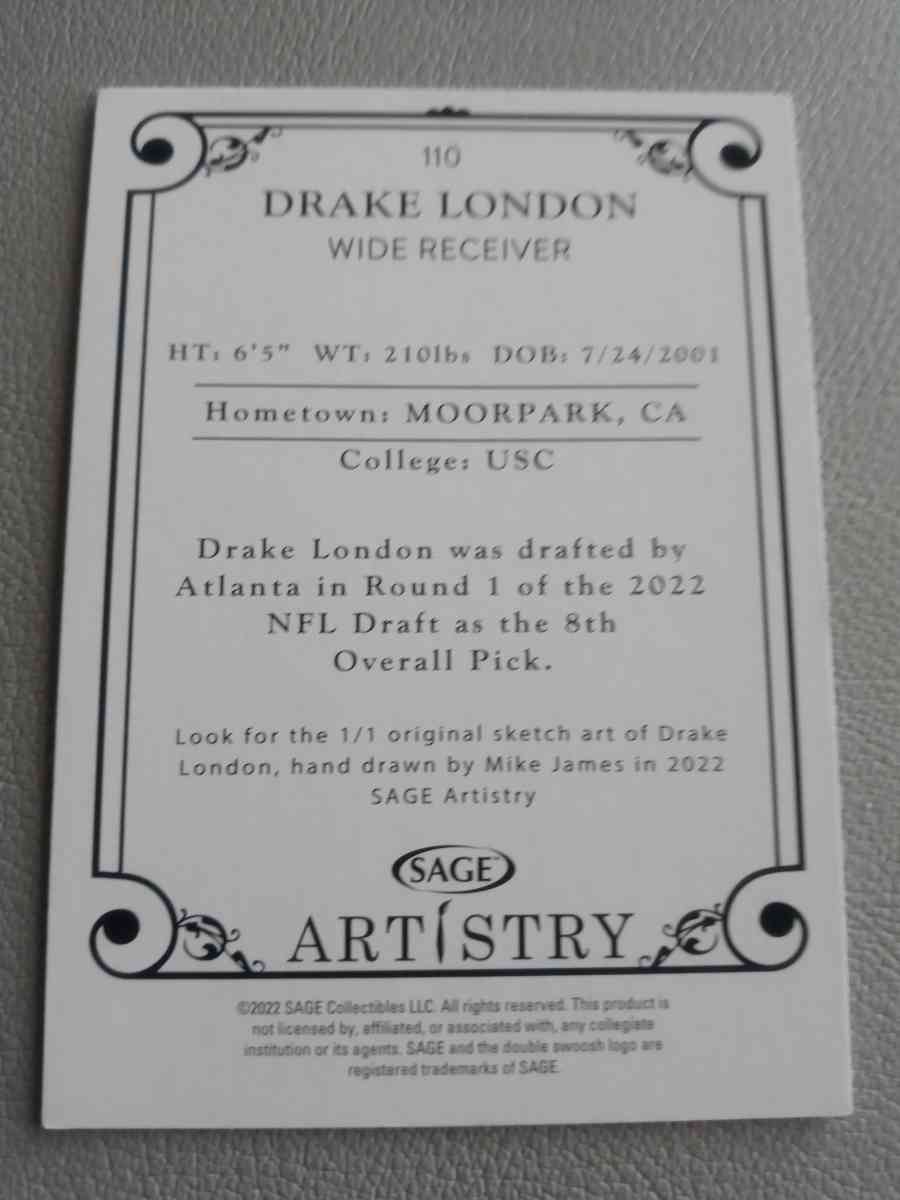 110
DRAKE LONDON
WIDE RECEIVER
HT: 6'5" WT: 210lbs DOB: 7/24/2001
Hometown: MOORPARK, CA
College: USC
Drake London was drafted by
Atlanta in Round 1 of the 2022
NFL Draft as the 8th
Overall Pick.
Look for the 1/1 original sketch art of Drake
London, hand drawn by Mike James in 2022
SAGE Artistry
SAGE™
ARTISTRY
©2022 SAGE Collectibles LLC. All rights reserved. This product is
not licensed by, affiliated, or associated with, any collegiate
institution or its agents. SAGE and the double swoosh logo are
registered trademarks of SAGE.